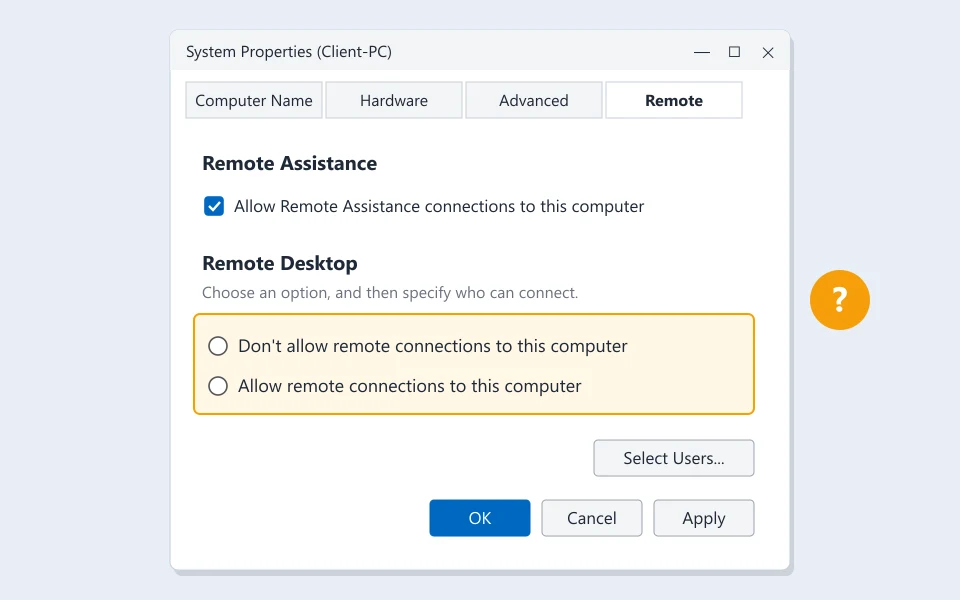 System Properties (Client-PC)
Computer Name
Hardware
Advanced
Remote
Remote Assistance
Allow Remote Assistance connections to this computer
Remote Desktop
Choose an option, and then specify who can connect.
Don't allow remote connections to this computer
Allow remote connections to this computer
?
Select Users...
OK
Cancel
Apply